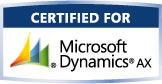 CERTIFIED FOR
Microsoft
Dynamics AX